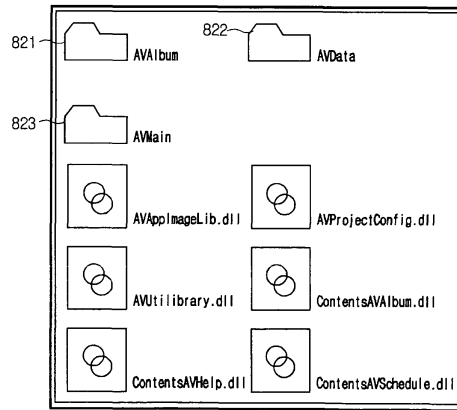 821 AVAlbum 822 AVData
823 AVMain
AVAppImageLib.dll AVProjectConfig.dll
AVUtilibrary.dll ContentsAVAlbum.dll
ContentsAVHelp.dll ContentsAVSchedule.dll